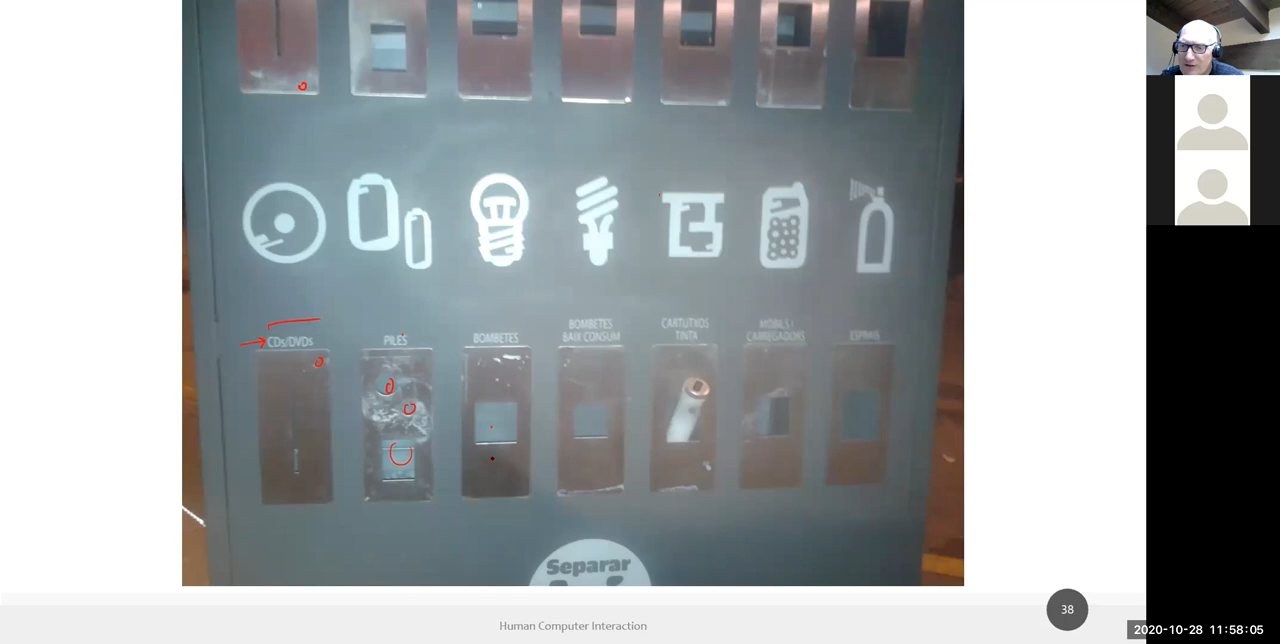 CDs/DVDs
PILES
BOMBETES
BOMBETES
BAIX CONSUM
CARTUTXOS
TINTA
MOBILS I
CARREGADORS
ESPRAIS
Separar
Human Computer Interaction
38
2020-10-28 11:58:05